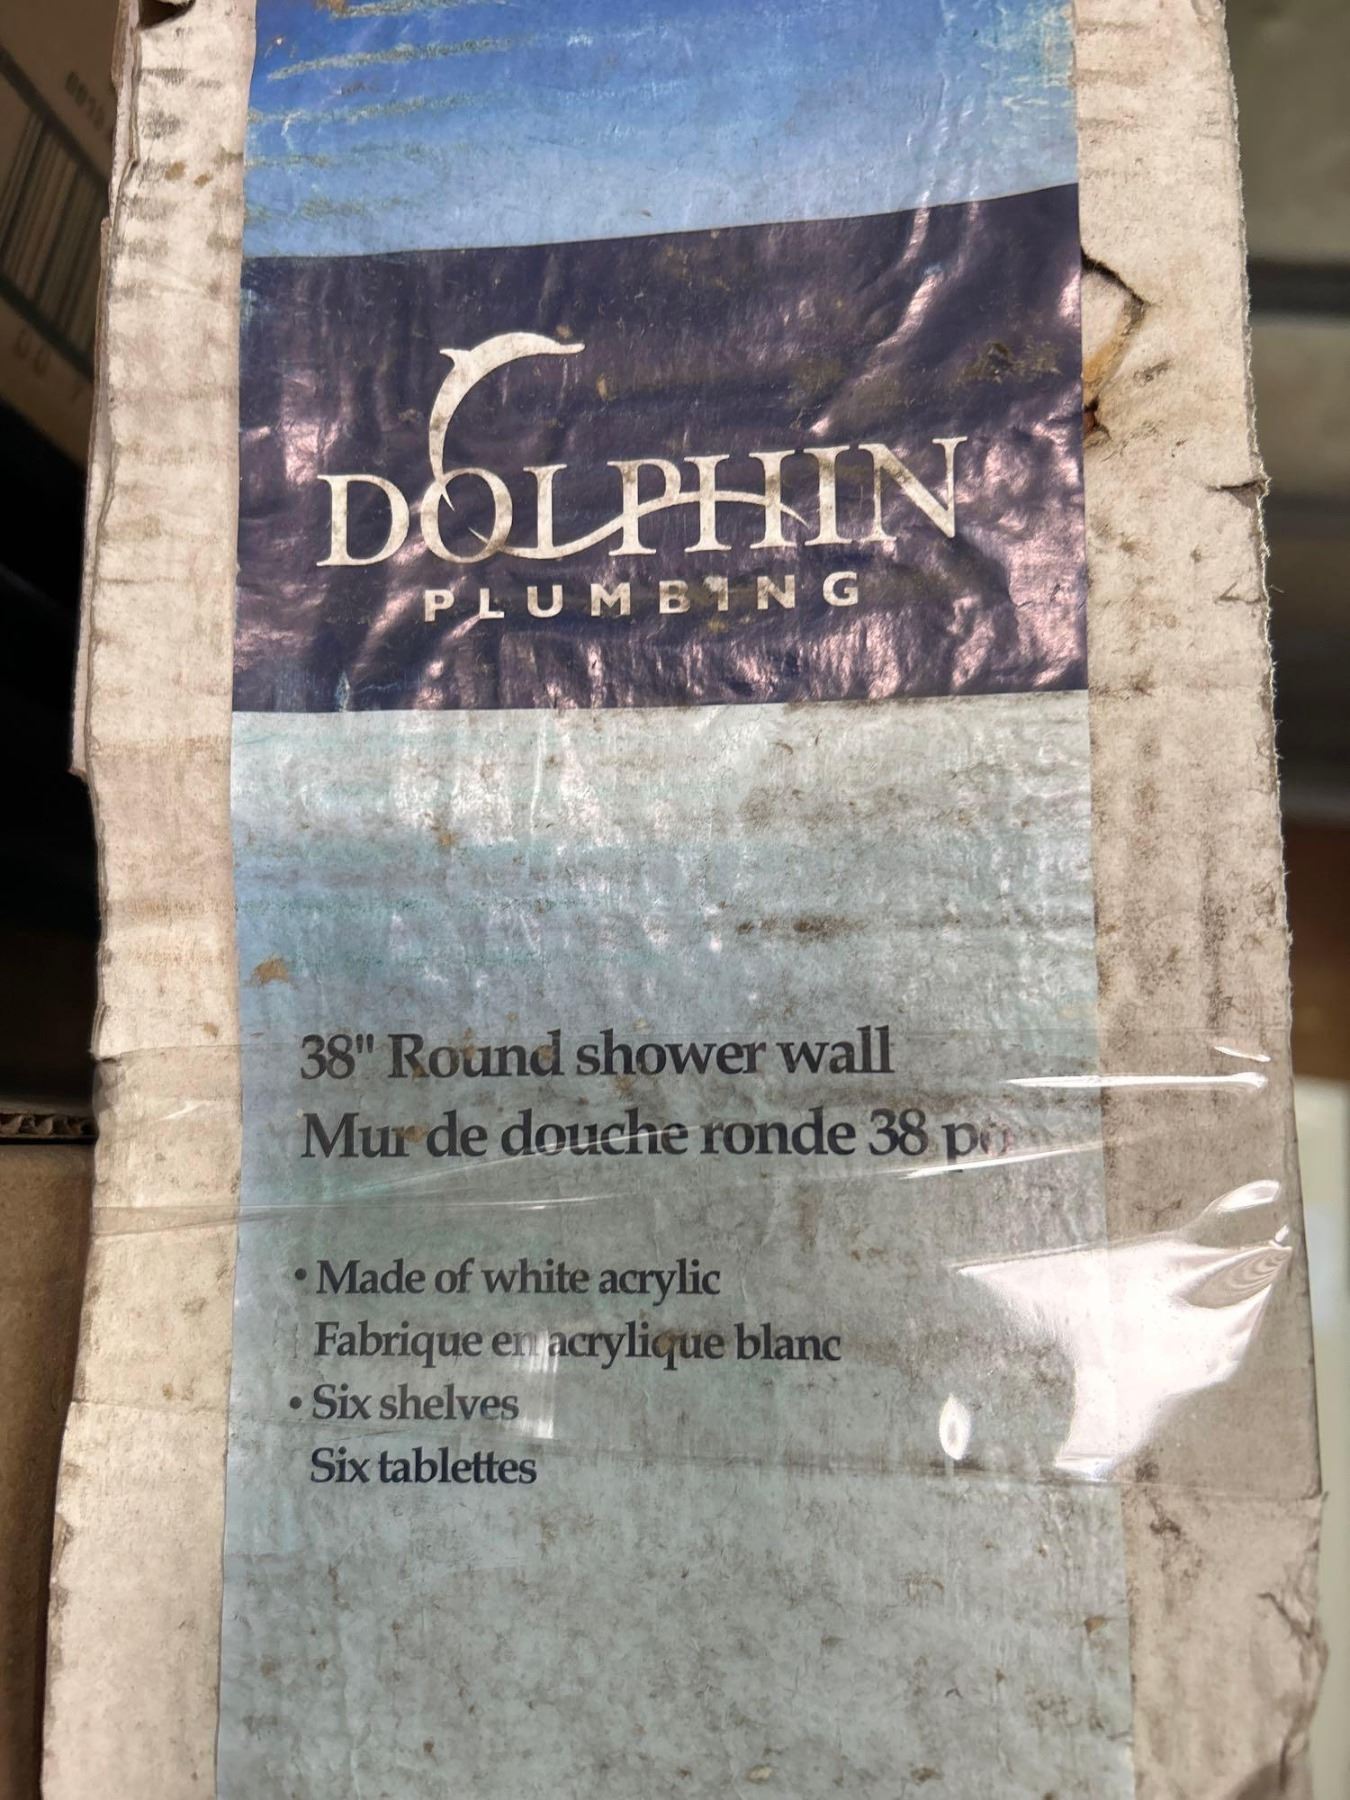 DOLPHIN
PLUMBING
38" Round shower wall
Mur de douche ronde 38 po
• Made of white acrylic
Fabrique en acrylique blanc
• Six shelves
Six tablettes